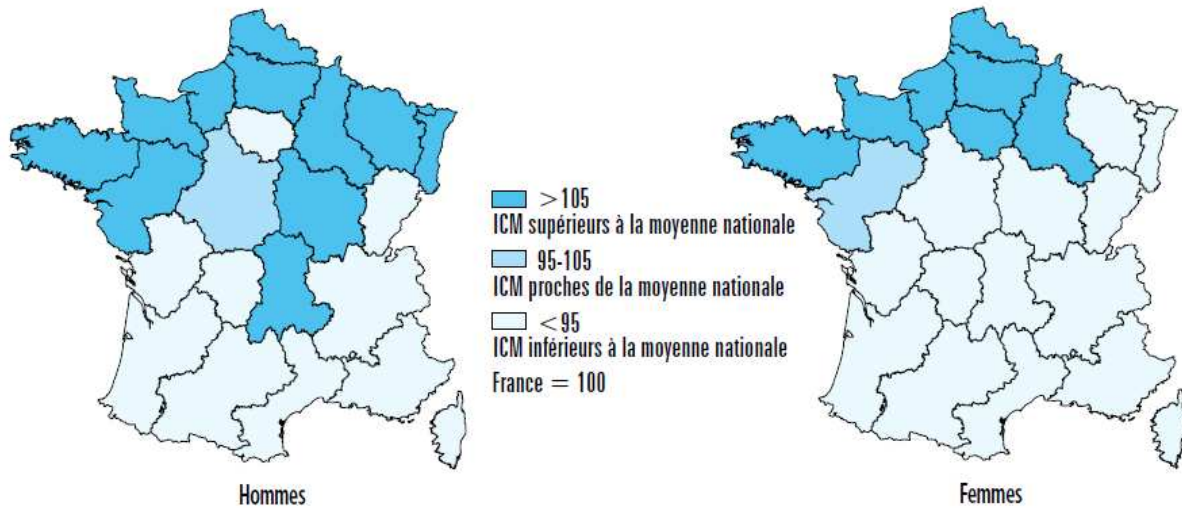 >105
ICM supérieurs à la moyenne nationale
95-105
ICM proches de la moyenne nationale
<95
ICM inférieurs à la moyenne nationale
France = 100
Hommes
Femmes